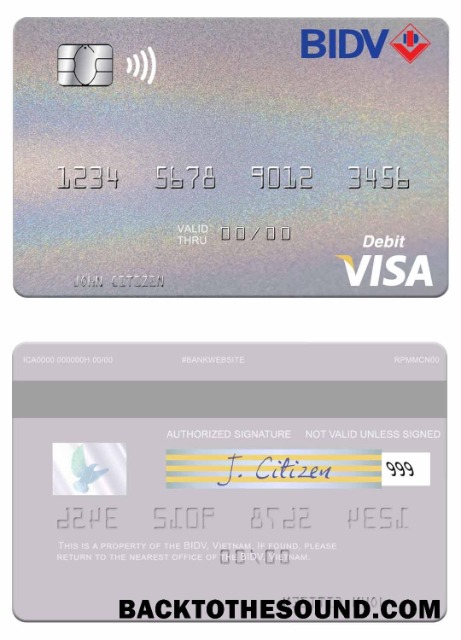 BIDV
1234 5678 9012 3456
VALID THRU 00/00
Debit
VISA
JOHN CITIZEN
ICA0000 000000H 00/00 #BANKWEBSITE RPMMCN00
AUTHORIZED SIGNATURE NOT VALID UNLESS SIGNED
J. Citizen 999
THIS IS A PROPERTY OF THE BIDV, VIETNAM. IF FOUND, PLEASE
RETURN TO THE NEAREST OFFICE OF THE BIDV, VIETNAM.
BACKTOTHESOUND.COM